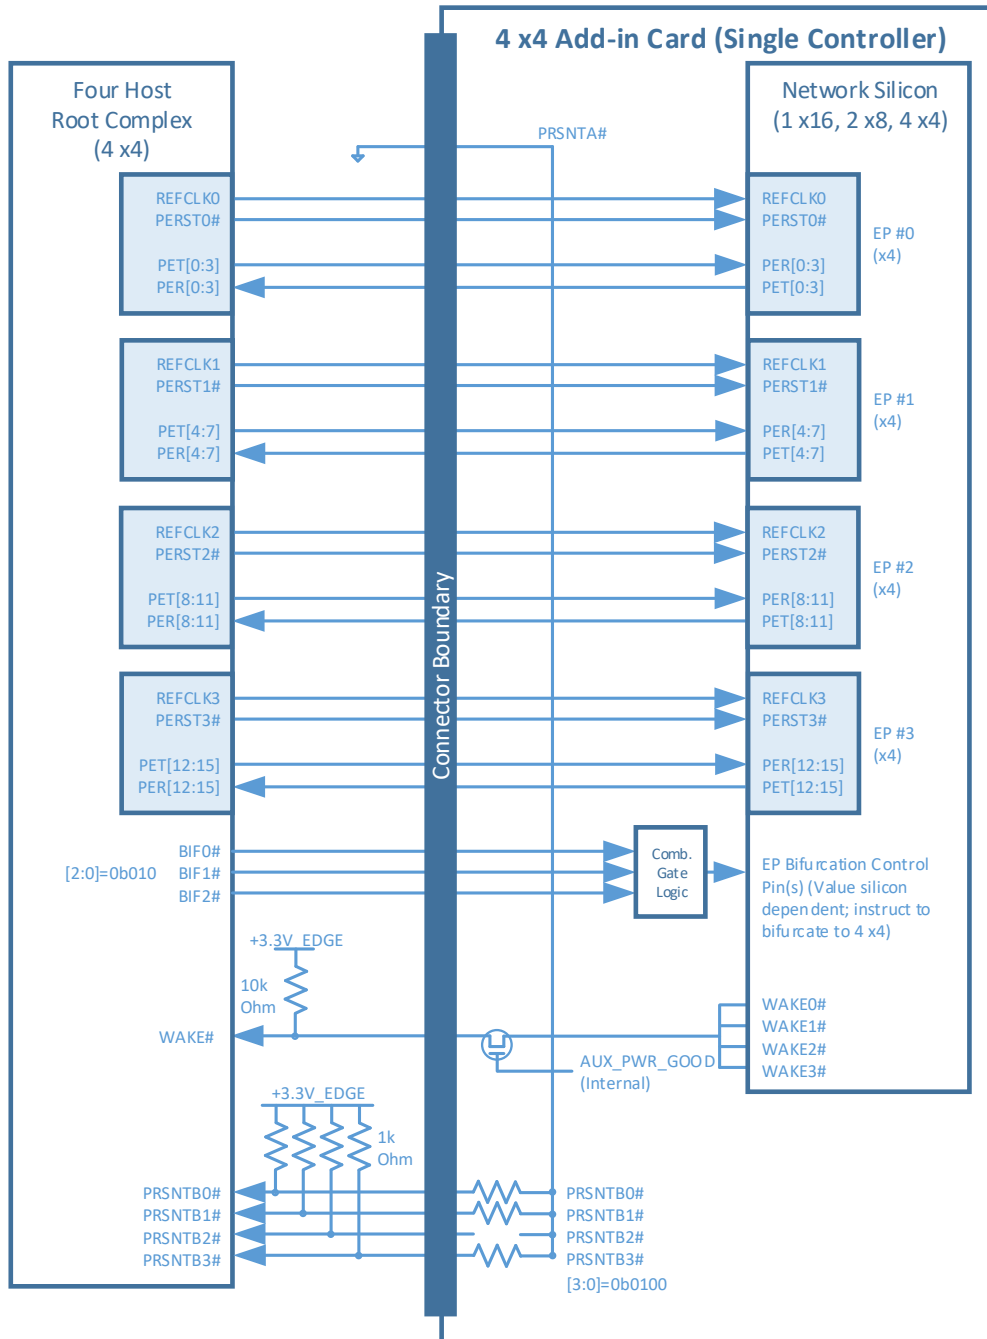 4 x4 Add-in Card (Single Controller)
Four Host
Root Complex
(4 x4)
Network Silicon
(1 x16, 2 x8, 4 x4)
PRSNTA#
REFCLK0
PERST0#
PET[0:3]
PER[0:3]
REFCLK0
PERST0#
PER[0:3]
PET[0:3]
EP #0
(x4)
REFCLK1
PERST1#
PET[4:7]
PER[4:7]
REFCLK1
PERST1#
PER[4:7]
PET[4:7]
EP #1
(x4)
REFCLK2
PERST2#
PET[8:11]
PER[8:11]
REFCLK2
PERST2#
PER[8:11]
PET[8:11]
EP #2
(x4)
Connector Boundary
REFCLK3
PERST3#
PET[12:15]
PER[12:15]
REFCLK3
PERST3#
PER[12:15]
PET[12:15]
EP #3
(x4)
[2:0]=0b010
BIF0#
BIF1#
BIF2#
Comb.
Gate
Logic
EP Bifurcation Control
Pin(s) (Value silicon
dependent; instruct to
bifurcate to 4 x4)
+3.3V_EDGE
10k
Ohm
WAKE#
AUX_PWR_GOOD
(Internal)
WAKE0#
WAKE1#
WAKE2#
WAKE3#
+3.3V_EDGE
1k
Ohm
PRSNTB0#
PRSNTB1#
PRSNTB2#
PRSNTB3#
PRSNTB0#
PRSNTB1#
PRSNTB2#
PRSNTB3#
[3:0]=0b0100